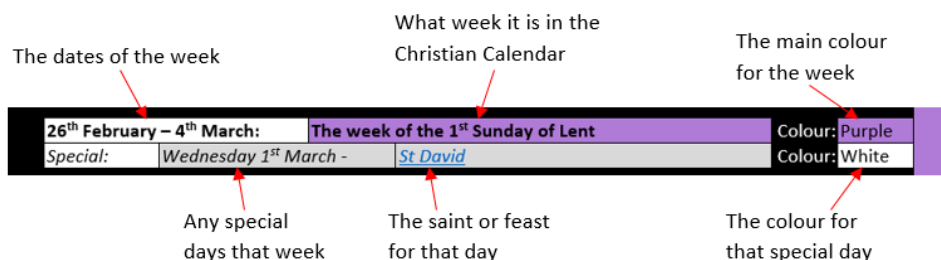 What week it is in the
Christian Calendar
The main colour
for the week
The dates of the week
26th February – 4th March: The week of the 1st Sunday of Lent Colour: Purple
Special: Wednesday 1st March - St David Colour: White
Any special
days that week
The saint or feast
for that day
The colour for
that special day